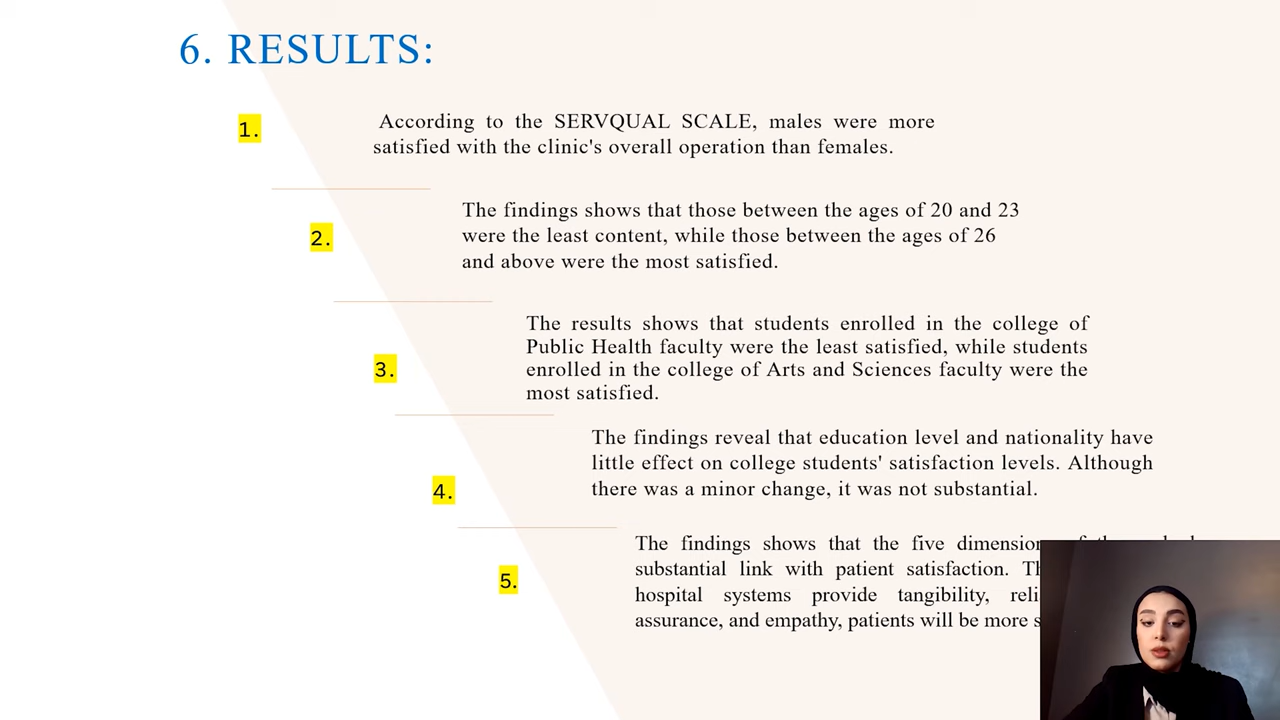 6. RESULTS:
1.
According to the SERVQUAL SCALE, males were more
satisfied with the clinic's overall operation than females.
2.
The findings shows that those between the ages of 20 and 23
were the least content, while those between the ages of 26
and above were the most satisfied.
3.
The results shows that students enrolled in the college of
Public Health faculty were the least satisfied, while students
enrolled in the college of Arts and Sciences faculty were the
most satisfied.
4.
The findings reveal that education level and nationality have
little effect on college students' satisfaction levels. Although
there was a minor change, it was not substantial.
5.
The findings shows that the five
substantial link with patient satisfaction.
hospital systems provide tangibility,
assurance, and empathy, patients will be more